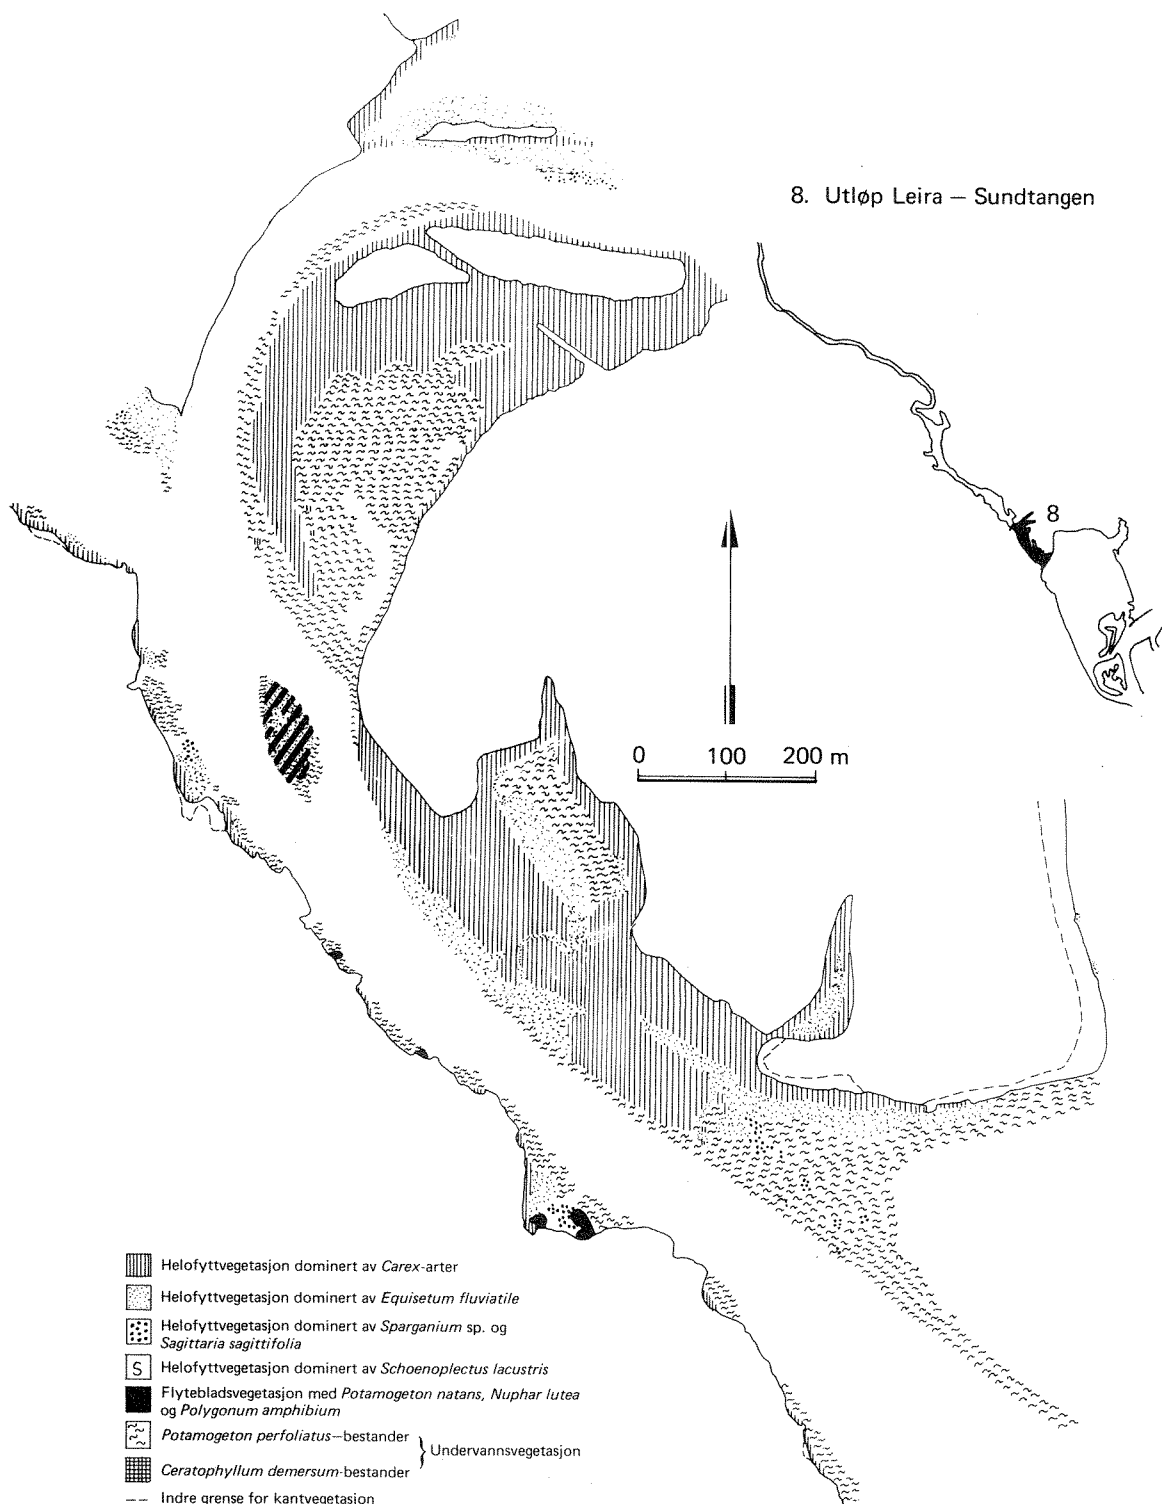 8. Utløp Leira – Sundtangen
8
0 100 200 m
Helofyttvegetasjon dominert av Carex-arter
Helofyttvegetasjon dominert av Equisetum fluviatile
Helofyttvegetasjon dominert av Sparganium sp. og
Sagittaria sagittifolia
S Helofyttvegetasjon dominert av Schoenoplectus lacustris
Flytebladsvegetasjon med Potamogeton natans, Nuphar lutea
og Polygonum amphibium
Potamogeton perfoliatus–bestander
Undervannsvegetasjon
Ceratophyllum demersum-bestander
Indre grense for kantvegetasjon